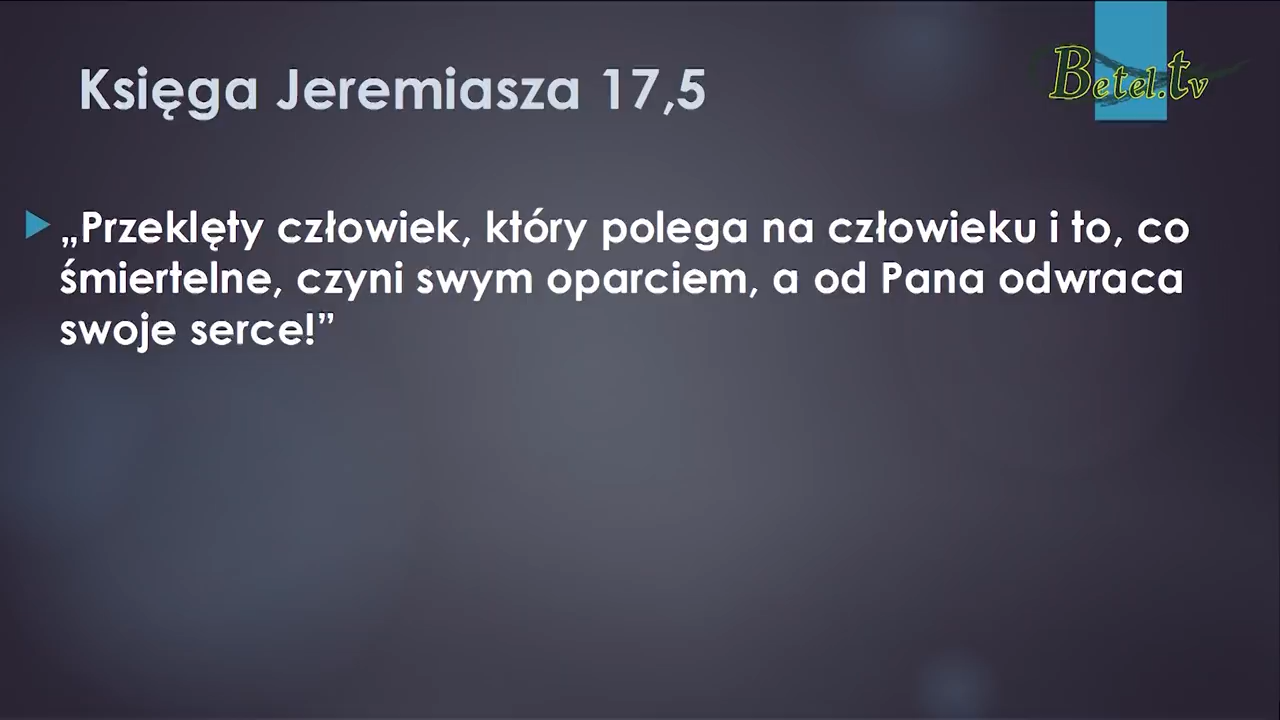 Księga Jeremiasza 17,5
Betel.tv
„Przeklęty człowiek, który polega na człowieku i to, co
śmiertelne, czyni swym oparciem, a od Pana odwraca
swoje serce!”